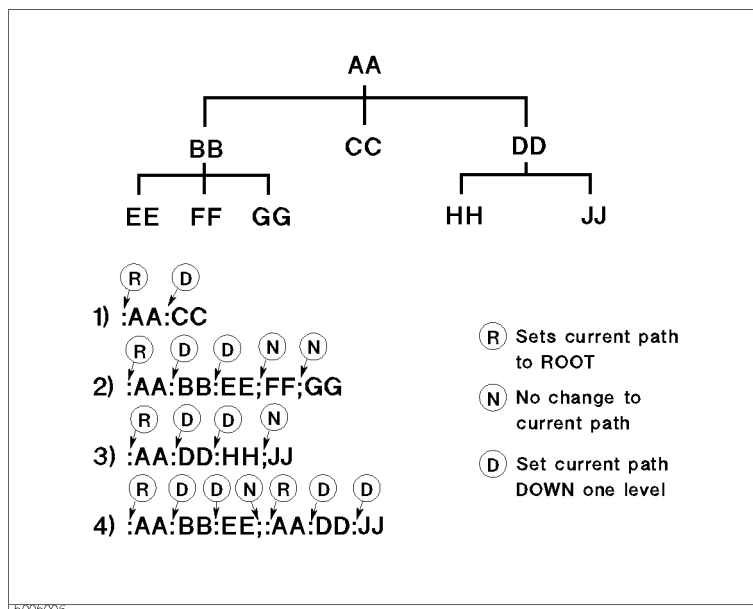 AA
BB CC DD
EE FF GG HH JJ
R D
1) :AA:CC
R D D N N
2) :AA:BB:EE;FF;GG
R D D N
3) :AA:DD:HH;JJ
R D D N R D D
4) :AA:BB:EE;:AA:DD:JJ
R Sets current path
to ROOT
N No change to
current path
D Set current path
DOWN one level